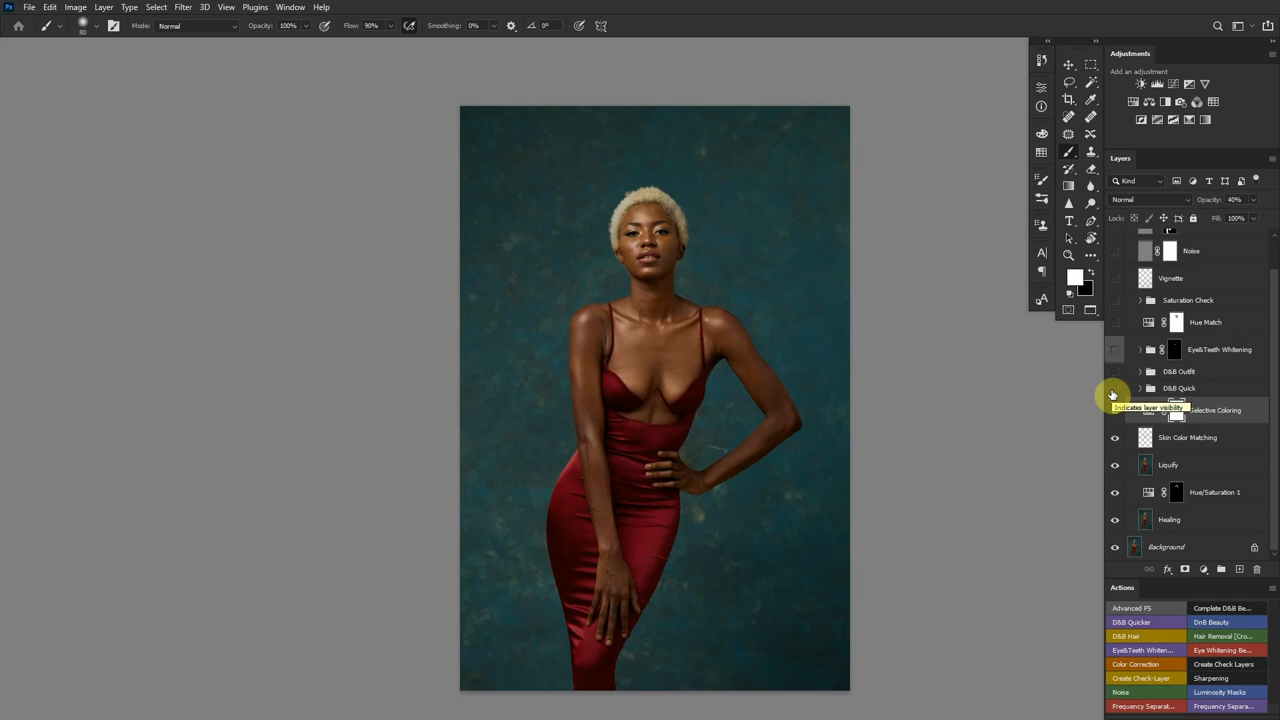 Ps File Edit Image Layer Type Select Filter 3D View Plugins Window Help
80 Mode: Normal Opacity: 100% Flow: 90% Smoothing: 0% 0°
Adjustments
Add an adjustment
Layers
Kind
Normal Opacity: 40%
Lock: Fill: 100%
Noise
Vignette
Saturation Check
Hue Match
Eye&Teeth Whitening
D&B Outfit
D&B Quick
Indicates layer visibility
Selective Coloring
Skin Color Matching
Liquify
Hue/Saturation 1
Healing
Background
fx
Actions
Advanced FS Complete D&B Be...
D&B Quicker DnB Beauty
D&B Hair Hair Removal [Cro...
Eye&Teeth Whiten... Eye Whitening Be...
Color Correction Create Check Layers
Create Check-Layer Sharpening
Noise Luminosity Masks
Frequency Separat... Frequency Separa...